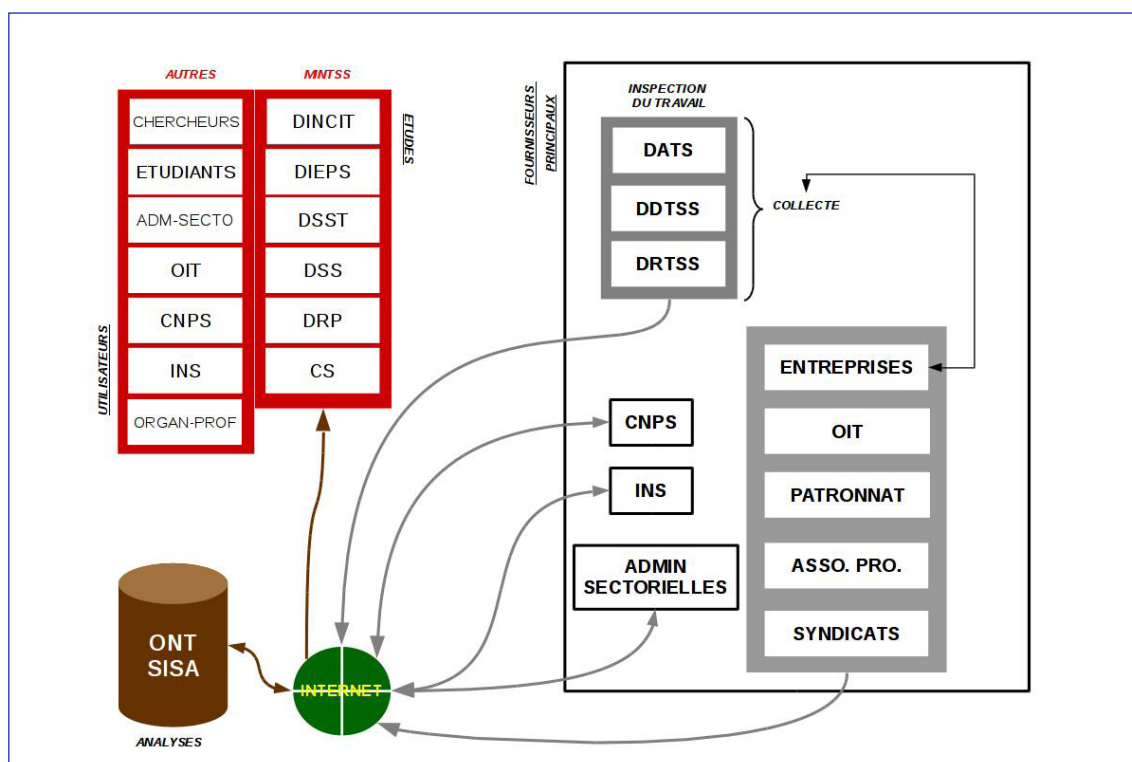 AUTRES
MINTSS
CHERCHEURS
ETUDIANTS
ADM-SECTO
OIT
CNPS
INS
ORGAN-PROF
DINCIT
DIEPS
DSST
DSS
DRP
CS
ETUDES
UTILISATEURS
FOURNISSEURS
PRINCIPAUX
INSPECTION
DU TRAVAIL
DATS
DDTSS
DRTSS
COLLECTE
ENTREPRISES
OIT
PATRONNAT
ASSO. PRO.
SYNDICATS
CNPS
INS
ADMIN
SECTORIELLES
ONT
SISA
INTERNET
ANALYSES